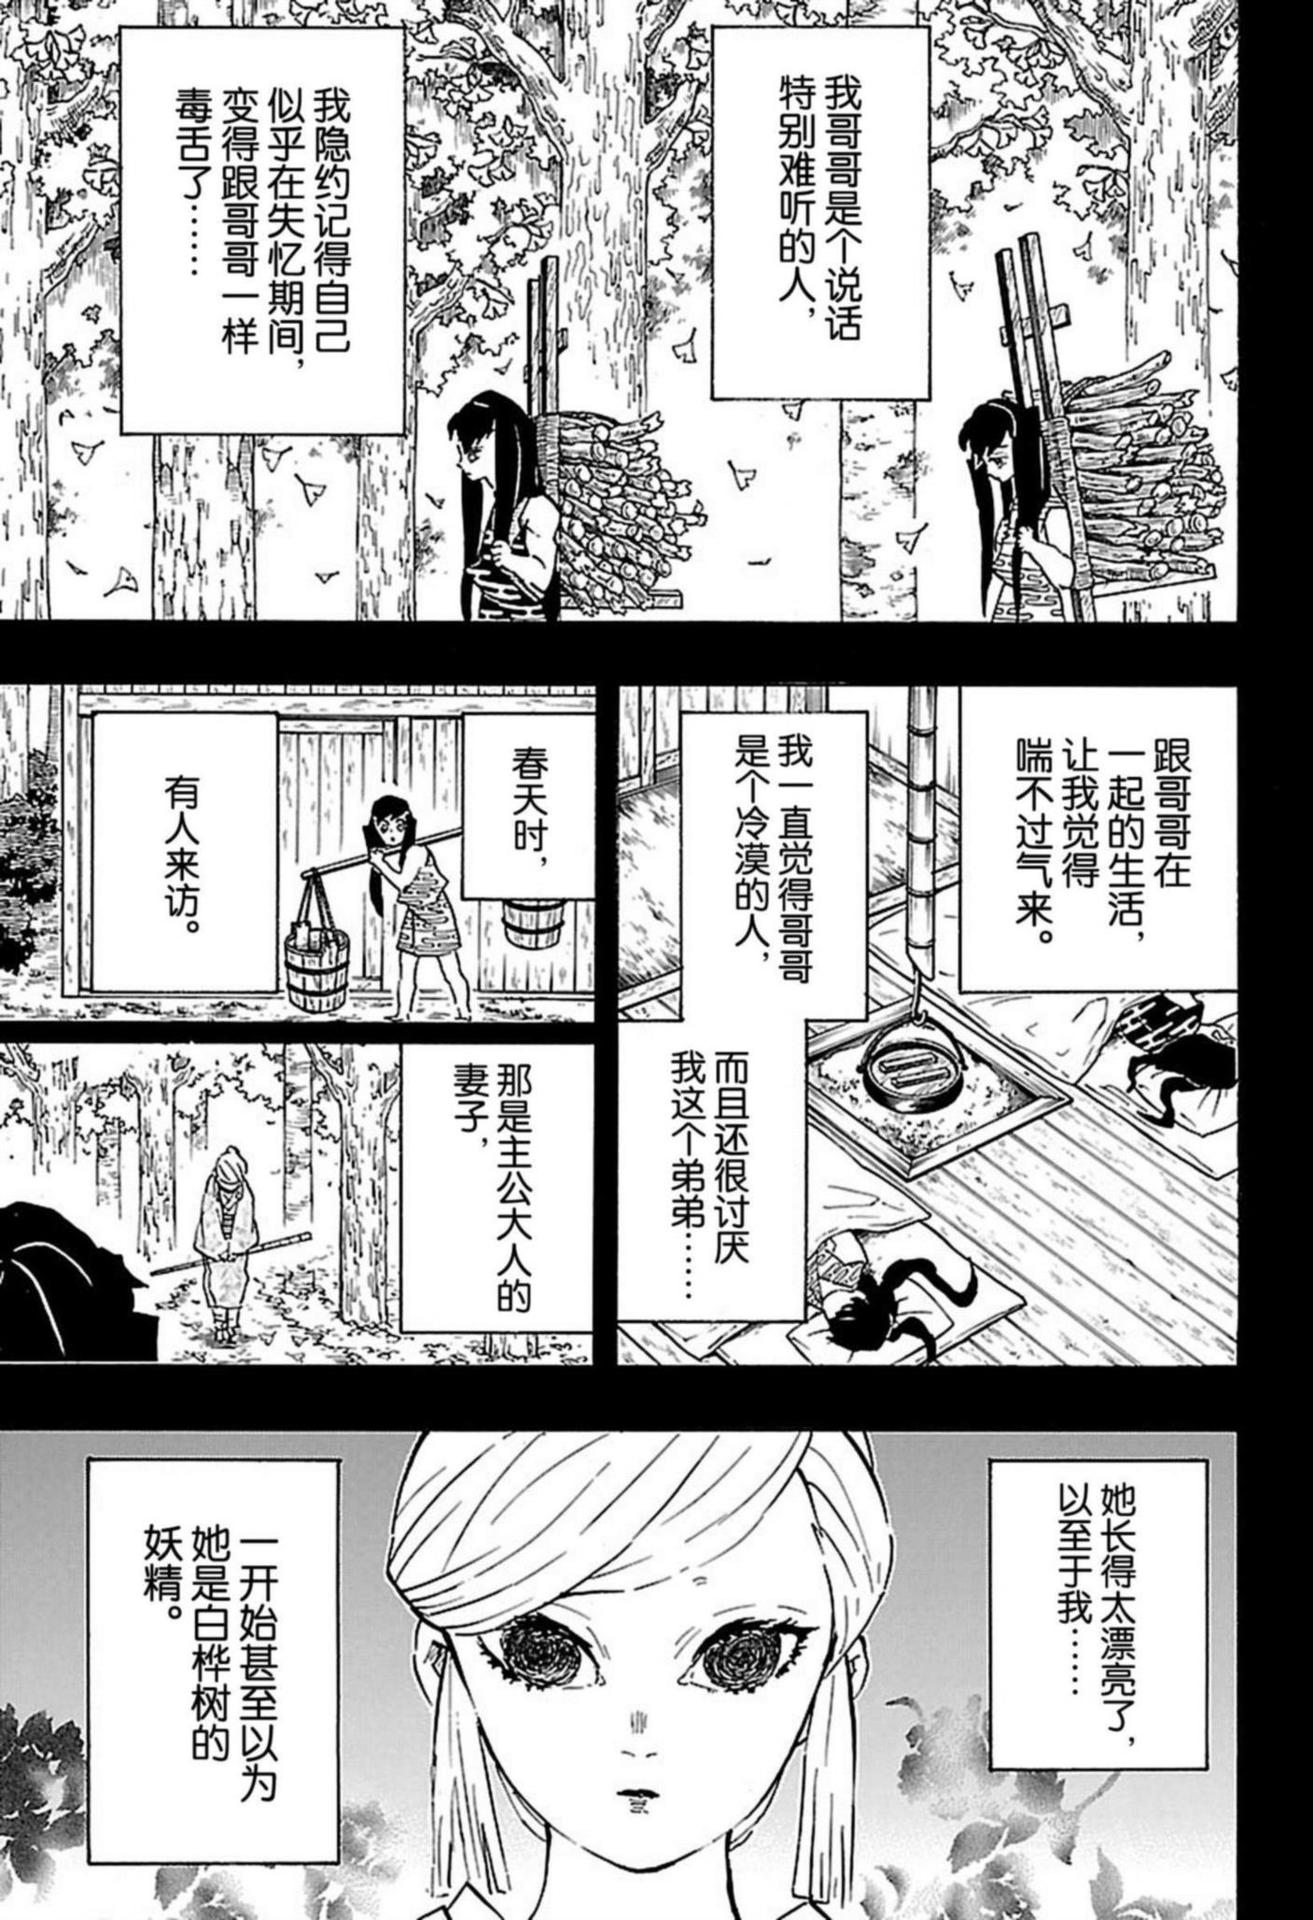 我哥哥是个说话
特别难听的人，
我隐约记得自己
似乎在失忆期间，
变得跟哥哥一样
毒舌了……
跟哥哥在
一起的生活，
让我觉得
喘不过气来。
我一直觉得哥哥
是个冷漠的人，
而且还很讨厌
我这个弟弟……
春天时，
有人来访。
那是主公大人的
妻子，
她长得太漂亮了，
以至于我……
一开始甚至以为
她是白桦树的
妖精。